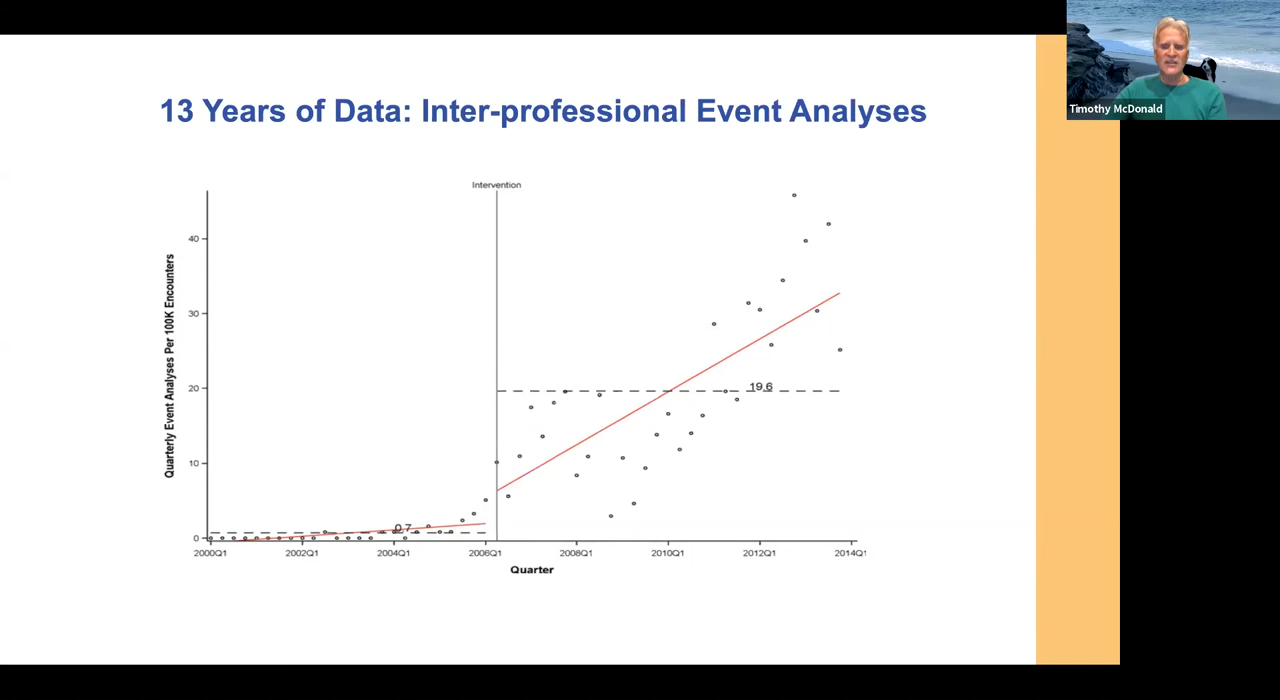 Timothy McDonald
13 Years of Data: Inter-professional Event Analyses
Intervention
Quarterly Event Analyses Per 100K Encounters
40
30
20
10
0
19.6
0.7
2000Q1 2002Q1 2004Q1 2006Q1 2008Q1 2010Q1 2012Q1 2014Q1
Quarter